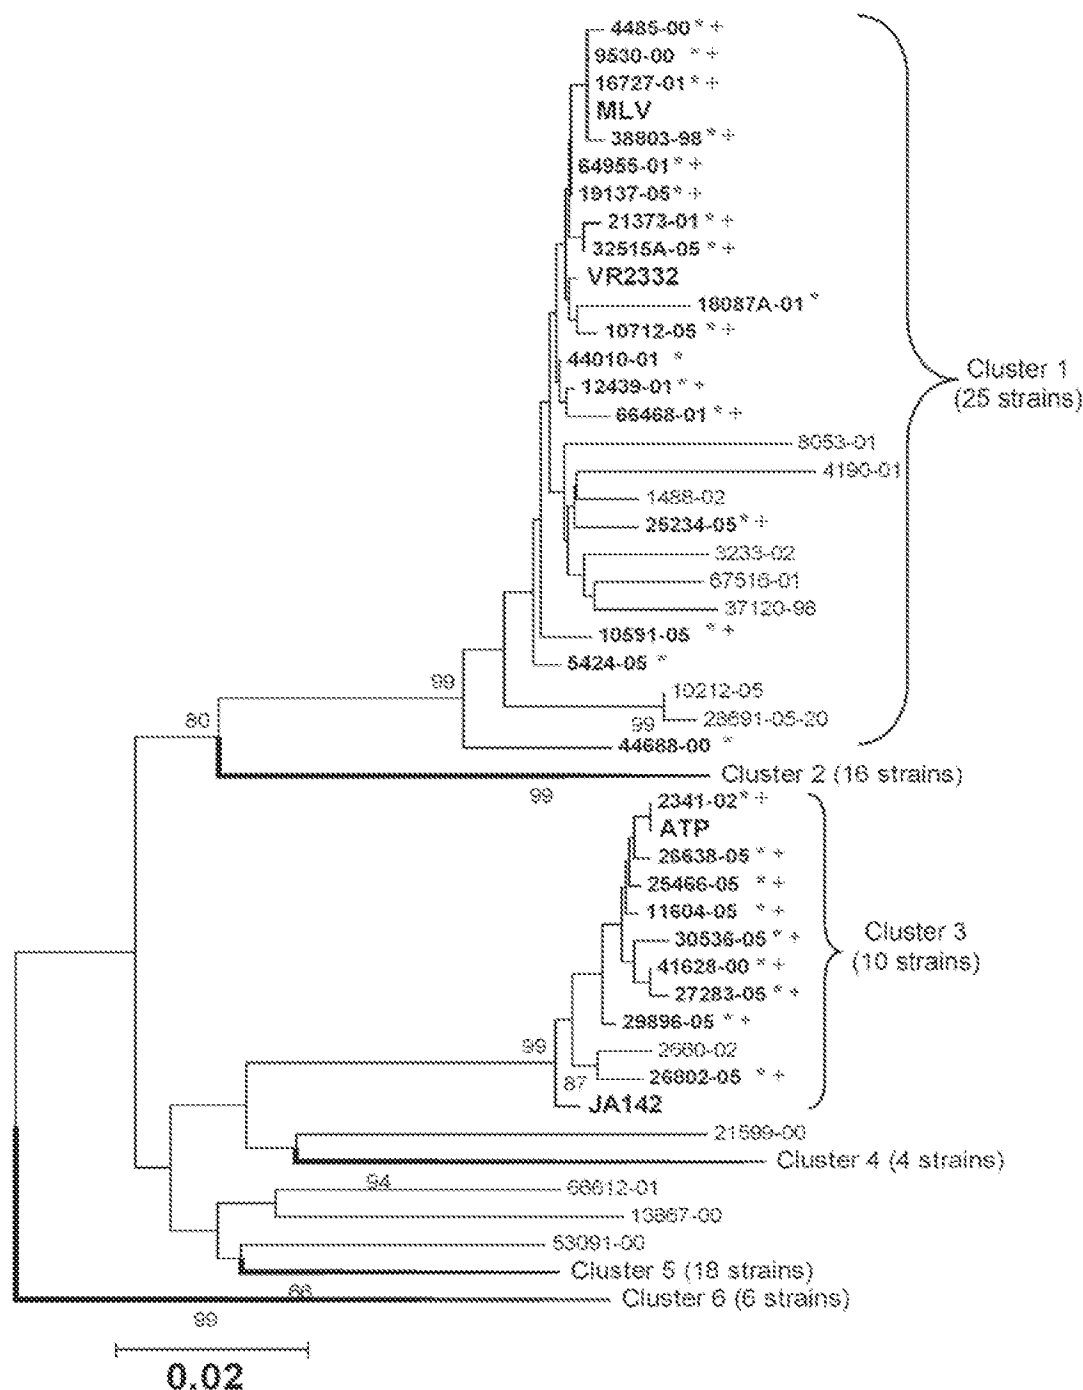 4485-00 * +
9530-00 * +
16727-01 * +
MLV
38803-98 * +
64955-01 * +
19137-05 * +
21373-01 * +
32515A-05 * +
VR2332
18087A-01 *
10712-05 * +
44010-01 *
12439-01 * +
66468-01 * +
Cluster 1
(25 strains)
8053-01
4190-01
1488-02
26234-05 * +
3233-02
67516-01
37120-98
10591-05 * +
5424-05 *
99
10212-05
80
99
28691-05-20
44688-00 *
Cluster 2 (16 strains)
99
2341-02 * +
ATP
26638-05 * +
25466-05 * +
11604-05 * +
Cluster 3
(10 strains)
30536-05 * +
41628-00 * +
27283-05 * +
29896-05 * +
99
2660-02
87
26802-05 * +
JA142
21599-00
Cluster 4 (4 strains)
94
68612-01
13867-00
53091-00
Cluster 5 (18 strains)
66
Cluster 6 (6 strains)
99
0.02